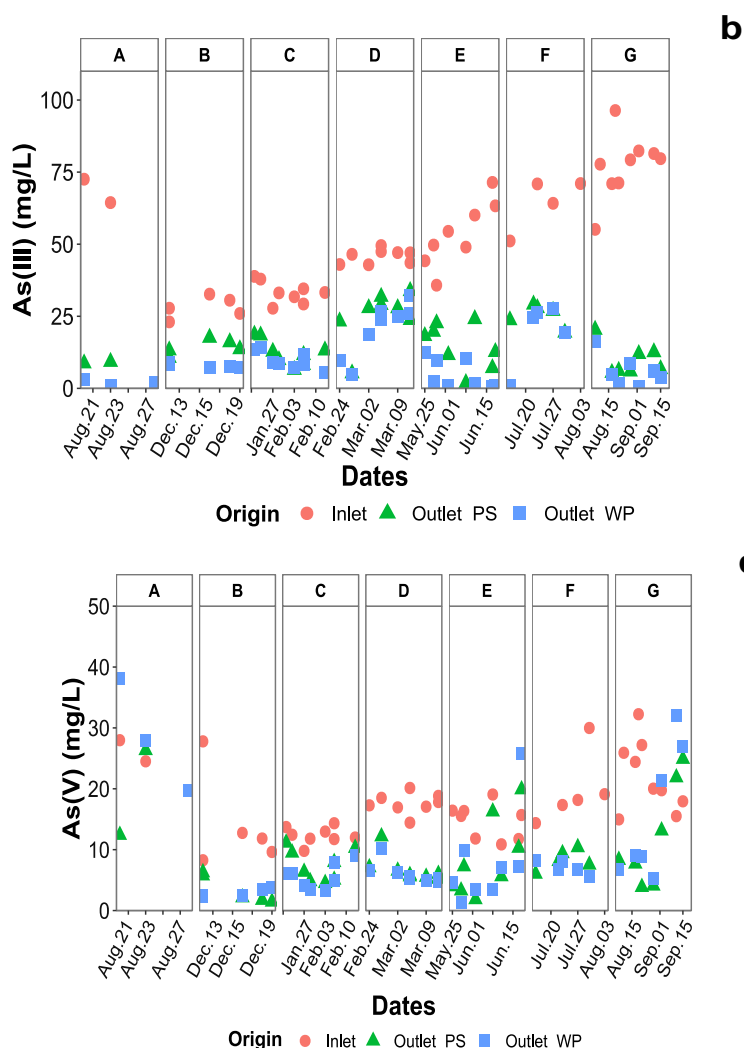 b
A B C D E F G
As(III) (mg/L)
100
75
50
25
0
Aug.21 Aug.23 Aug.27 Dec.13 Dec.15 Dec.19 Jan.27 Feb.03 Feb.10 Feb.24 Mar.02 Mar.09 May.25 Jun.01 Jun.15 Jul.20 Jul.27 Aug.03 Aug.15 Sep.01 Sep.15
Dates
Origin Inlet Outlet PS Outlet WP
c
A B C D E F G
As(V) (mg/L)
50
40
30
20
10
0
Aug.21 Aug.23 Aug.27 Dec.13 Dec.15 Dec.19 Jan.27 Feb.03 Feb.10 Feb.24 Mar.02 Mar.09 May.25 Jun.01 Jun.15 Jul.20 Jul.27 Aug.03 Aug.15 Sep.01 Sep.15
Dates
Origin Inlet Outlet PS Outlet WP